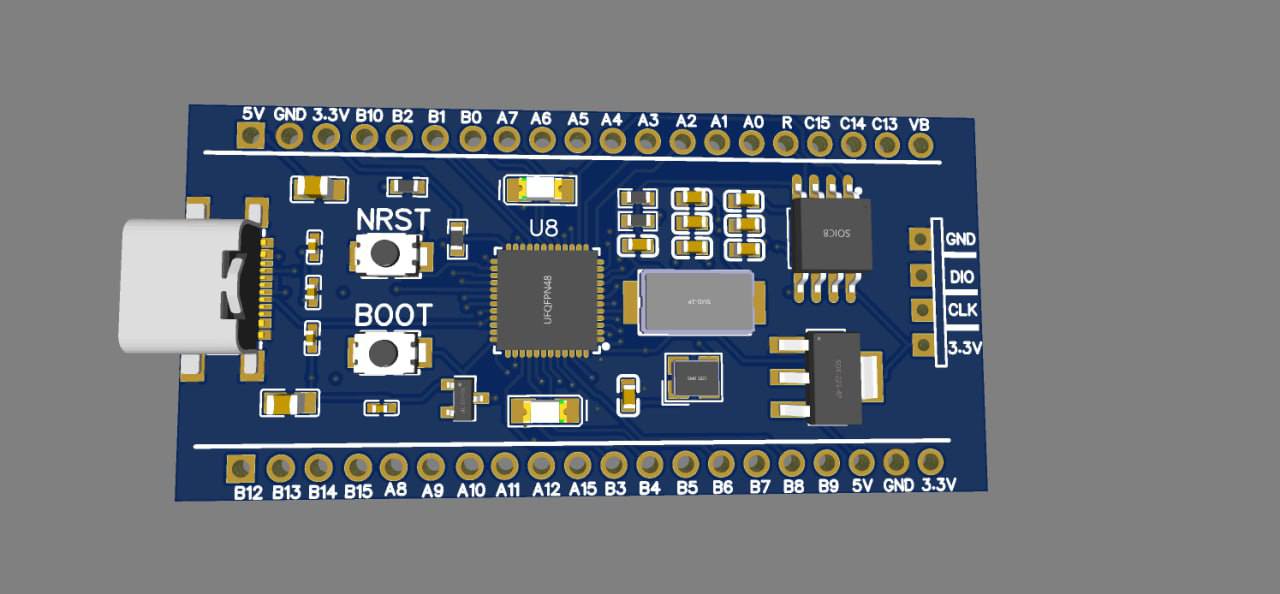 5V GND 3.3V B10 B2 B1 B0 A7 A6 A5 A4 A3 A2 A1 A0 R C15 C14 C13 VB
NRST
U8
SOIC8
GND
DIO
UFQFPN48
CLK
BOOT
3.3V
B12 B13 B14 B15 A8 A9 A10 A11 A12 A15 B3 B4 B5 B6 B7 B8 B9 5V GND 3.3V